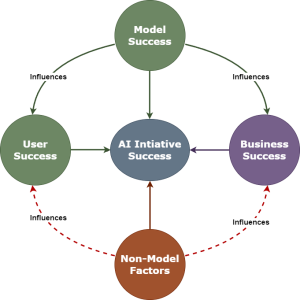 Model
Success
Influences
Influences
User
Success
AI Intiative
Success
Business
Success
Influences
Influences
Non-Model
Factors